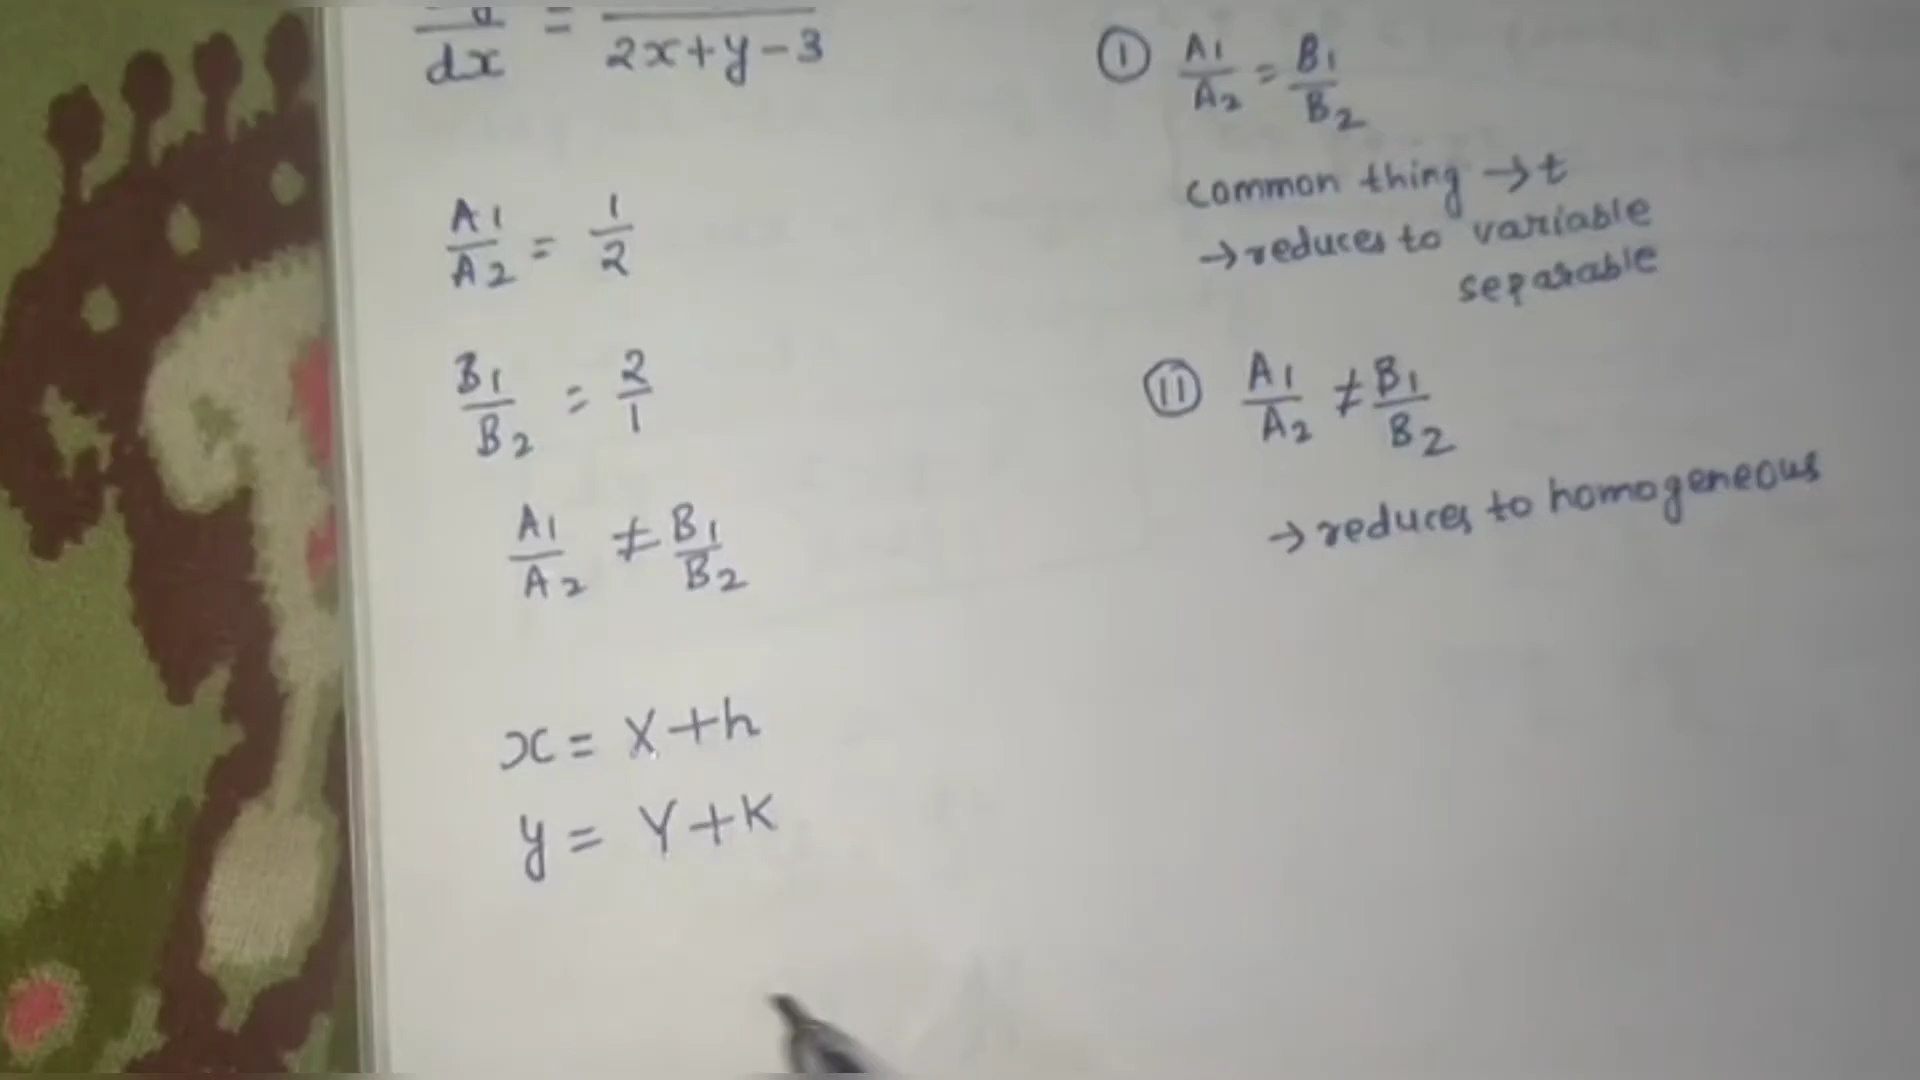 dy/dx = /2x+y-3
A1/A2 = 1/2
B1/B2 = 2/1
A1/A2 ≠ B1/B2
x = X+h
y = Y+K
(I) A1/A2 = B1/B2
common thing → t
→ reduces to variable
separable
(II) A1/A2 ≠ B1/B2
→ reduces to homogeneous